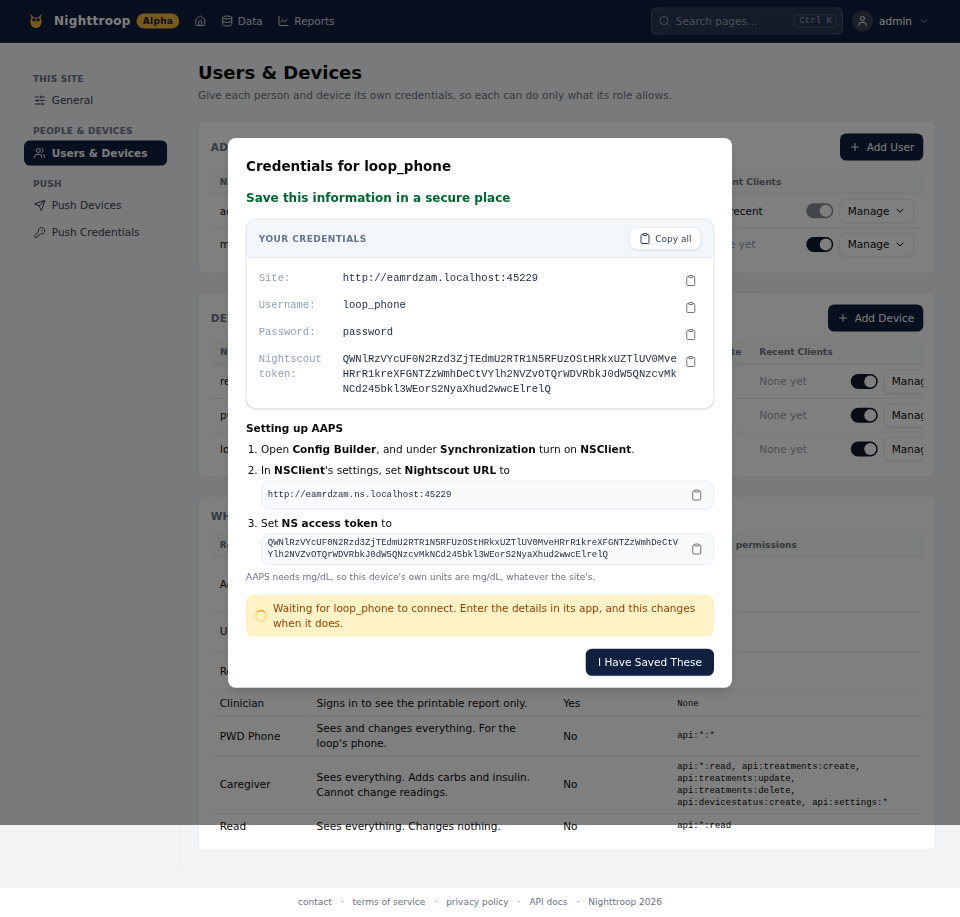 Nighttroop Alpha Data Reports Search pages... Ctrl K admin
THIS SITE
General
PEOPLE & DEVICES
Users & Devices
PUSH
Push Devices
Push Credentials
Users & Devices
Give each person and device its own credentials, so each can do only what its role allows.
Add User
nt Clients
recent Manage
yet Manage
Add Device
Recent Clients
None yet Manag
None yet Manag
None yet Manag
Credentials for loop_phone
Save this information in a secure place
YOUR CREDENTIALS Copy all
Site: http://eamrdzam.localhost:45229
Username: loop_phone
Password: password
Nightscout token: QWNlRzVYcUF0N2Rzd3ZjTEdmU2RTR1N5RFUzOStHRkxUZTlUV0Mve
HRrR1kreXFGNTZzWmhDeCtVYlh2NVZvOTQrWDVRbkJ0dW5QNzcvMk
NCd245bkl3WEorS2NyaXhud2wwcElrelQ
Setting up AAPS
1. Open Config Builder, and under Synchronization turn on NSClient.
2. In NSClient's settings, set Nightscout URL to
http://eamrdzam.ns.localhost:45229
3. Set NS access token to
QWNlRzVYcUF0N2Rzd3ZjTEdmU2RTR1N5RFUzOStHRkxUZTlUV0MveHRrR1kreXFGNTZzWmhDeCtV
Ylh2NVZvOTQrWDVRbkJ0dW5QNzcvMkNCd245bkl3WEorS2NyaXhud2wwcElrelQ
AAPS needs mg/dL, so this device's own units are mg/dL, whatever the site's.
Waiting for loop_phone to connect. Enter the details in its app, and this changes
when it does.
I Have Saved These
permissions
Clinician Signs in to see the printable report only. Yes None
PWD Phone Sees and changes everything. For the
loop's phone. No api:*:*
Caregiver Sees everything. Adds carbs and insulin.
Cannot change readings. No api:*:read, api:treatments:create,
api:treatments:update,
api:treatments:delete,
api:devicestatus:create, api:settings:*
Read Sees everything. Changes nothing. No api:*:read
contact · terms of service · privacy policy · API docs · Nighttroop 2026